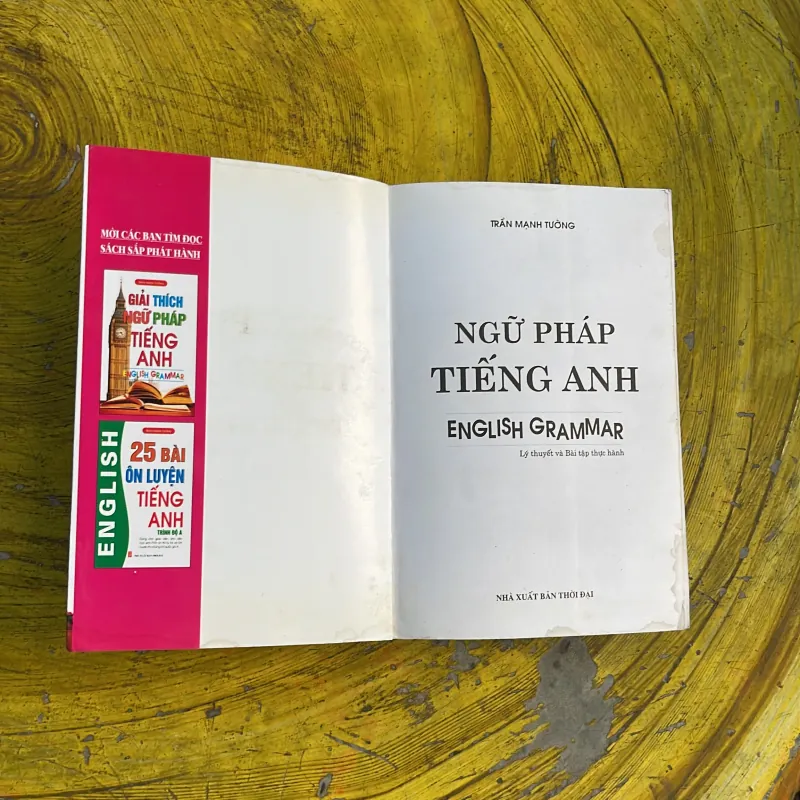 MỜI CÁC BẠN TÌM ĐỌC
SÁCH SẮP PHÁT HÀNH
GIẢI THÍCH
NGỮ PHÁP
TIẾNG
ANH
ENGLISH GRAMMAR
ENGLISH
25 BÀI
ÔN LUYỆN
TIẾNG
ANH
TRÌNH ĐỘ A
TRẦN MẠNH TƯỜNG
NGỮ PHÁP
TIẾNG ANH
ENGLISH GRAMMAR
Lý thuyết và Bài tập thực hành
NHÀ XUẤT BẢN THỜI ĐẠI